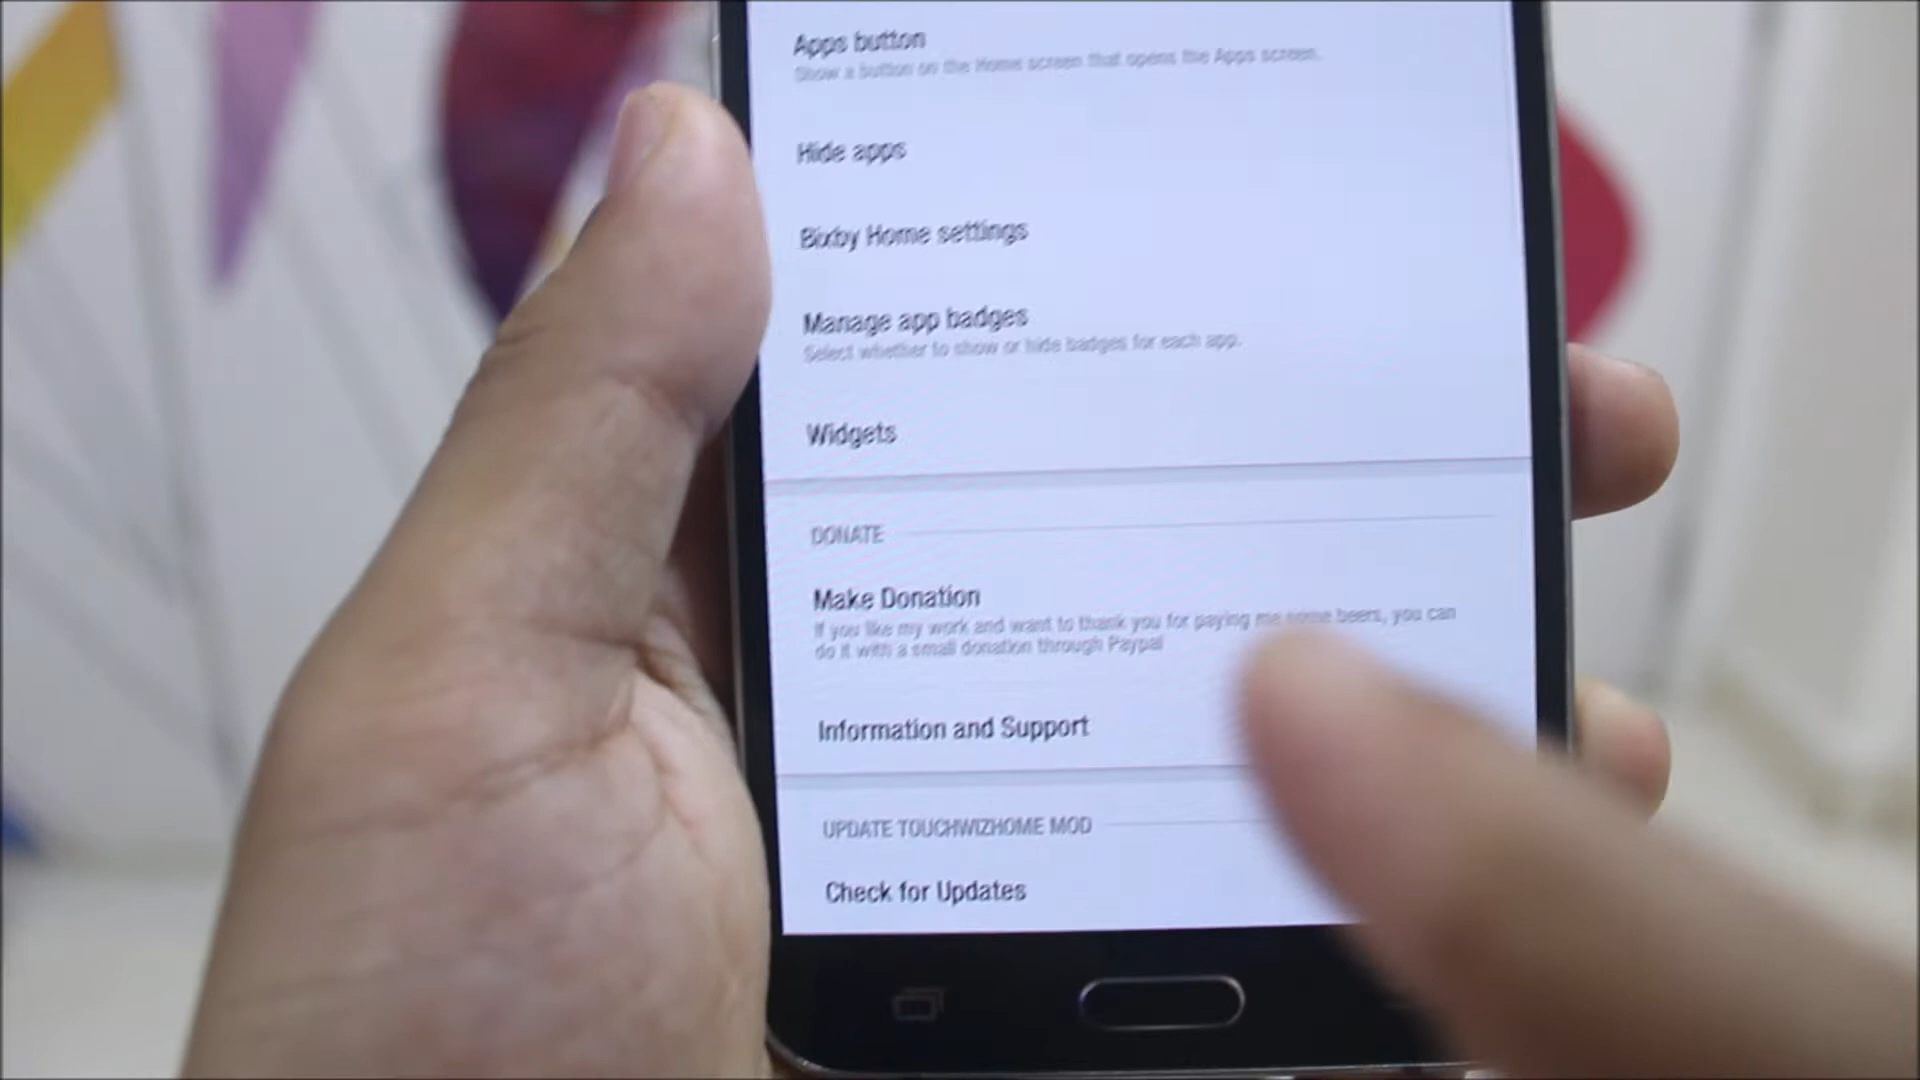 Apps button
Show a button on the Home screen that opens the Apps screen.
Hide apps
Bixby Home settings
Manage app badges
Select whether to show or hide badges for each app.
Widgets
DONATE
Make Donation
If you like my work and want to thank you for paying me some beers, you can
do it with a small donation through Paypal
Information and Support
UPDATE TOUCHWIZHOME MOD
Check for Updates